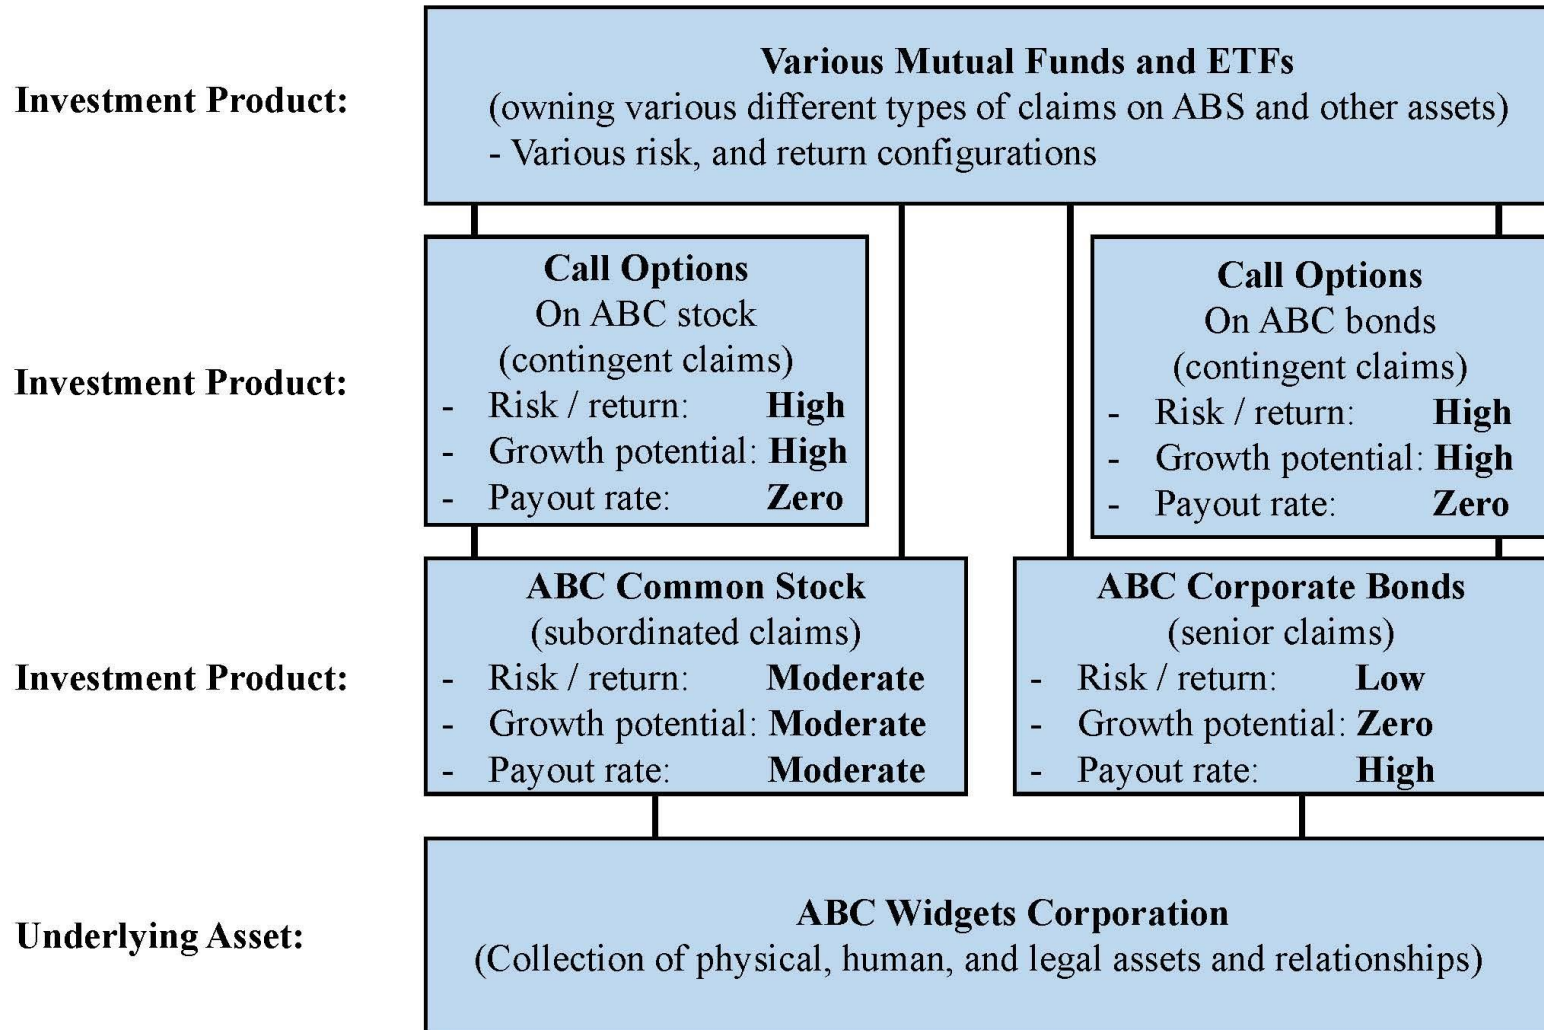 Investment Product:
Various Mutual Funds and ETFs
(owning various different types of claims on ABS and other assets)
- Various risk, and return configurations
Investment Product:
Call Options
On ABC stock
(contingent claims)
- Risk / return: High
- Growth potential: High
- Payout rate: Zero
Call Options
On ABC bonds
(contingent claims)
- Risk / return: High
- Growth potential: High
- Payout rate: Zero
Investment Product:
ABC Common Stock
(subordinated claims)
- Risk / return: Moderate
- Growth potential: Moderate
- Payout rate: Moderate
ABC Corporate Bonds
(senior claims)
- Risk / return: Low
- Growth potential: Zero
- Payout rate: High
Underlying Asset:
ABC Widgets Corporation
(Collection of physical, human, and legal assets and relationships)